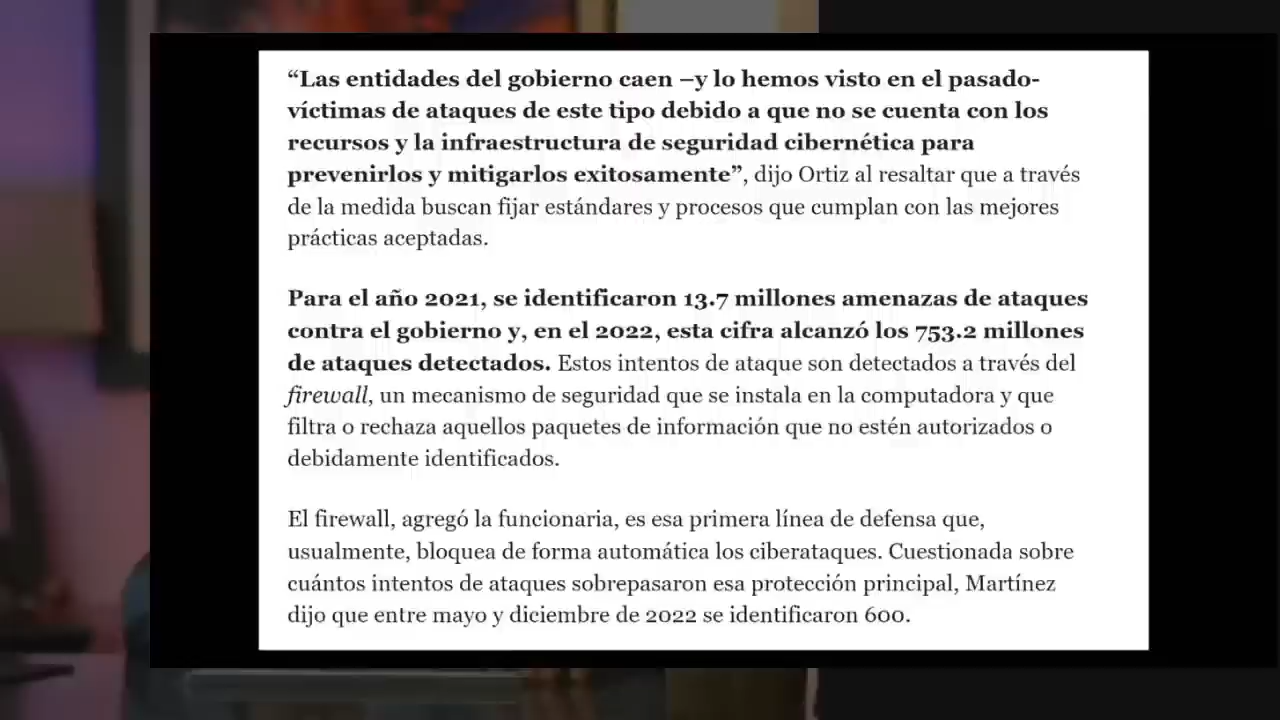 “Las entidades del gobierno caen –y lo hemos visto en el pasado-
víctimas de ataques de este tipo debido a que no se cuenta con los
recursos y la infraestructura de seguridad cibernética para
prevenirlos y mitigarlos exitosamente”, dijo Ortiz al resaltar que a través
de la medida buscan fijar estándares y procesos que cumplan con las mejores
prácticas aceptadas.
Para el año 2021, se identificaron 13.7 millones amenazas de ataques
contra el gobierno y, en el 2022, esta cifra alcanzó los 753.2 millones
de ataques detectados. Estos intentos de ataque son detectados a través del
firewall, un mecanismo de seguridad que se instala en la computadora y que
filtra o rechaza aquellos paquetes de información que no estén autorizados o
debidamente identificados.
El firewall, agregó la funcionaria, es esa primera línea de defensa que,
usualmente, bloquea de forma automática los ciberataques. Cuestionada sobre
cuántos intentos de ataques sobrepasaron esa protección principal, Martínez
dijo que entre mayo y diciembre de 2022 se identificaron 600.